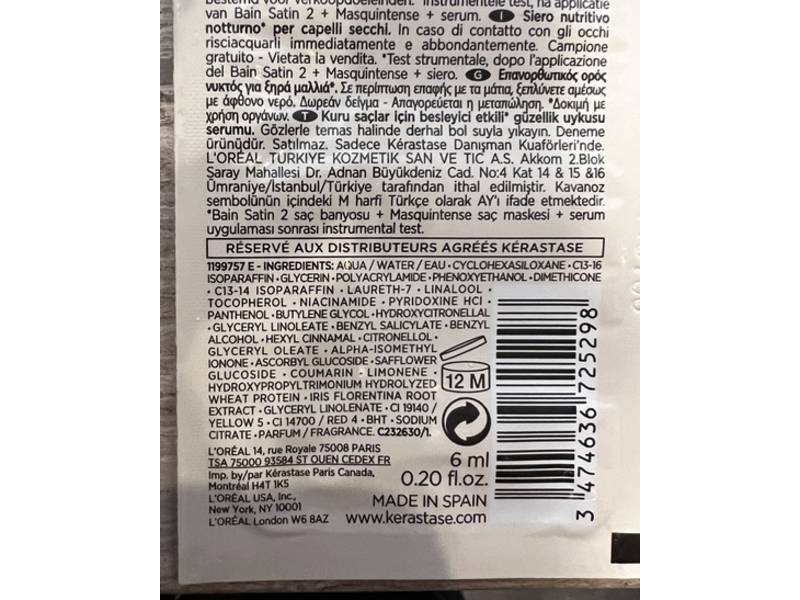 bestemd voor verkoopdoeleinden. *Instrumentele test, na applicatie
van Bain Satin 2 + Masquintense + serum. I Siero nutritivo
notturno* per capelli secchi. In caso di contatto con gli occhi
risciacquarli immediatamente e abbondantemente. Campione
gratuito - Vietata la vendita. *Test strumentale, dopo l'applicazione
del Bain Satin 2 + Masquintense + siero. G Επανορθωτικός ορός
νυκτός για ξηρά μαλλιά*. Σε περίπτωση επαφής με τα μάτια, ξεπλύνετε αμέσως
με άφθονο νερό. Δωρεάν δείγμα - Απαγορεύεται η μεταπώληση. *Δοκιμή με
χρήση οργάνων. T Kuru saçlar için besleyici etkili* güzellik uykusu
serumu. Gözlerle temas halinde derhal bol suyla yıkayın. Deneme
ürünüdür. Satılmaz. Sadece Kérastase Danışman Kuaförleri'nde.
L'ORÉAL TURKIYE KOZMETIK SAN VE TIC A.S. Akkom 2.Blok
Saray Mahallesi Dr. Adnan Büyükdeniz Cad. No:4 Kat 14 & 15 &16
Ümraniye/İstanbul/Türkiye tarafından ithal edilmiştir. Kavanoz
sembolünün içindeki M harfi Türkçe olarak AY'ı ifade etmektedir.
*Bain Satin 2 saç banyosu + Masquintense saç maskesi + serum
uygulaması sonrası instrumental test.
RÉSERVÉ AUX DISTRIBUTEURS AGRÉÉS KÉRASTASE
1199757 E - INGREDIENTS: AQUA / WATER / EAU • CYCLOHEXASILOXANE • C13-16
ISOPARAFFIN • GLYCERIN • POLYACRYLAMIDE • PHENOXYETHANOL • DIMETHICONE
• C13-14 ISOPARAFFIN • LAURETH-7 • LINALOOL •
TOCOPHEROL • NIACINAMIDE • PYRIDOXINE HCI •
PANTHENOL • BUTYLENE GLYCOL • HYDROXYCITRONELLAL
• GLYCERYL LINOLEATE • BENZYL SALICYLATE • BENZYL
ALCOHOL • HEXYL CINNAMAL • CITRONELLOL •
GLYCERYL OLEATE • ALPHA-ISOMETHYL
IONONE • ASCORBYL GLUCOSIDE • SAFFLOWER
GLUCOSIDE • COUMARIN • LIMONENE •
HYDROXYPROPYLTRIMONIUM HYDROLYZED
WHEAT PROTEIN • IRIS FLORENTINA ROOT
EXTRACT • GLYCERYL LINOLENATE • CI 19140 /
YELLOW 5 • CI 14700 / RED 4 • BHT • SODIUM
CITRATE • PARFUM / FRAGRANCE. C232630/1.
12 M
L'ORÉAL 14, rue Royale 75008 PARIS
TSA 75000 93584 ST OUEN CEDEX FR
Imp. by/par Kérastase Paris Canada,
Montréal H4T 1K5
L'ORÉAL USA, Inc.,
New York, NY 10001
L'ORÉAL London W6 8AZ
6 ml
0.20 fl.oz.
MADE IN SPAIN
www.kerastase.com
3 474636 725298